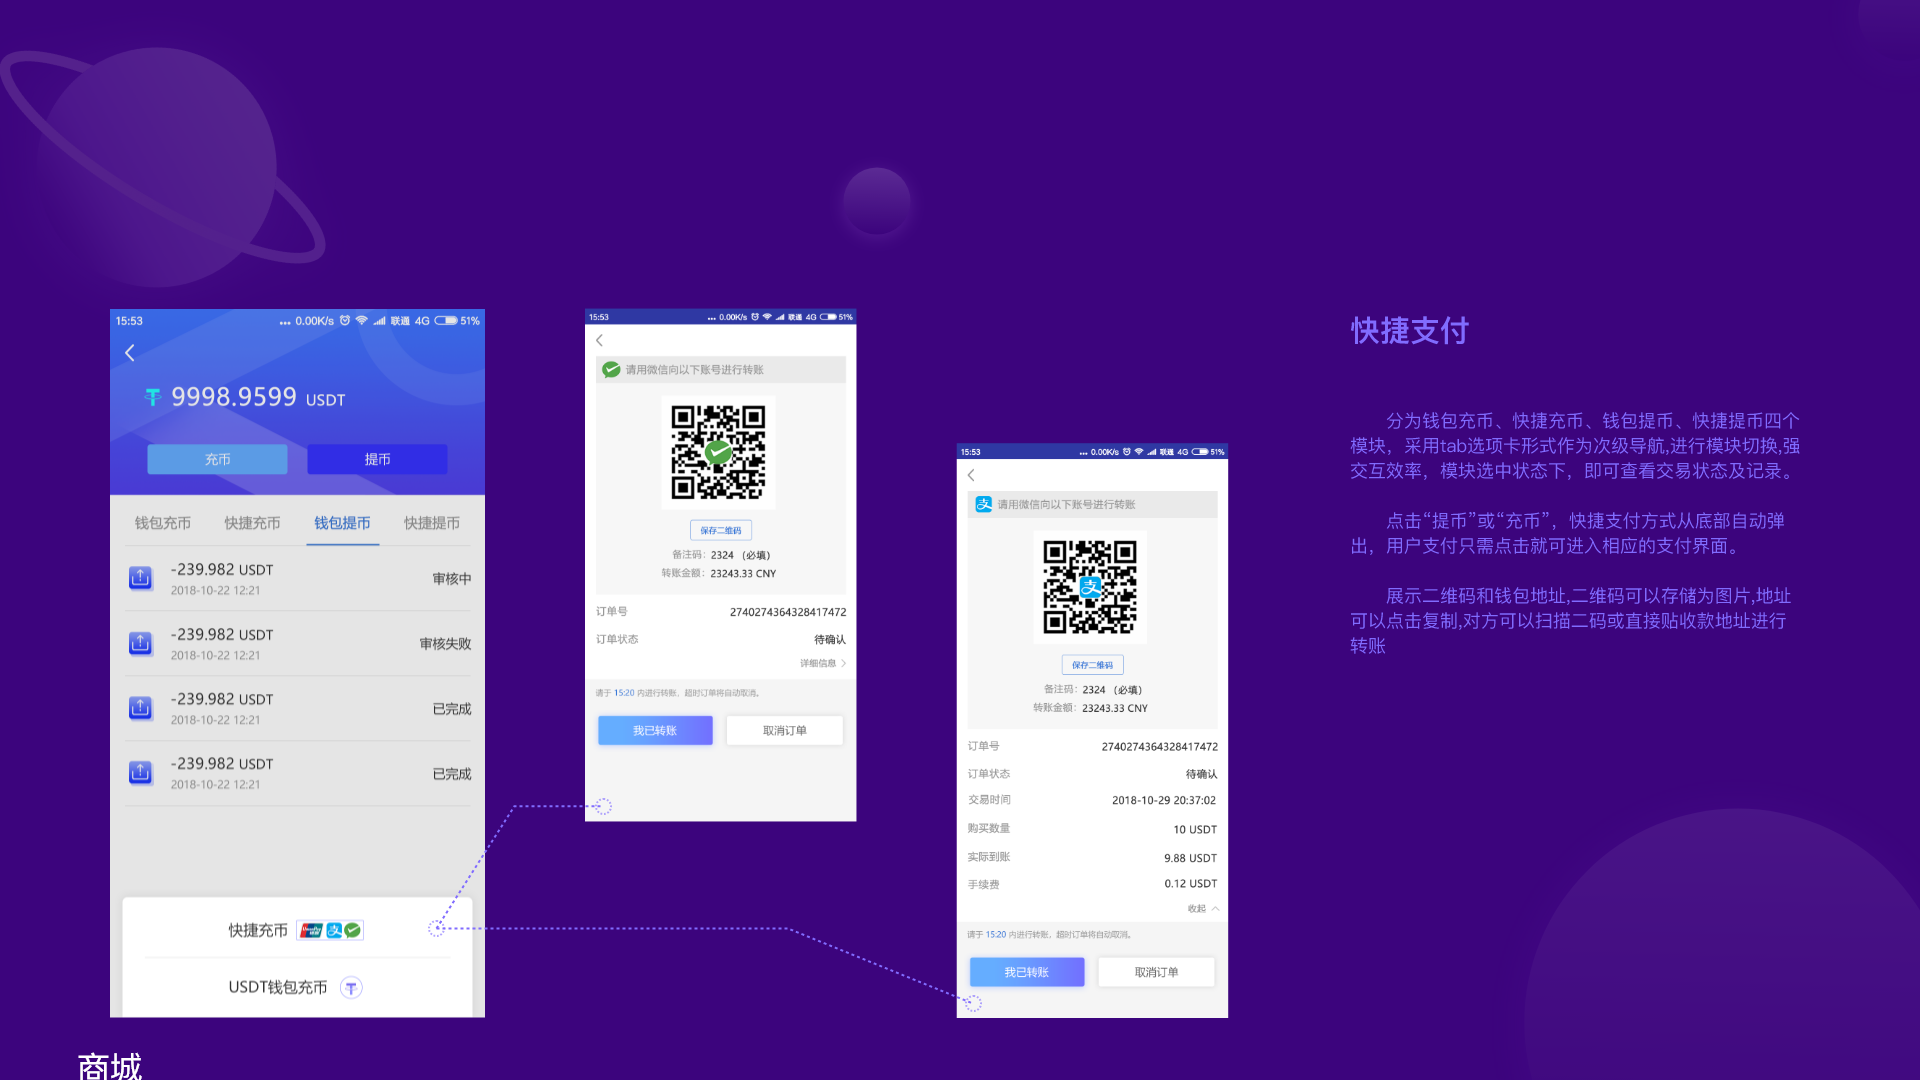 15:53
... 0.00K/s 联通 4G 51%
9998.9599 USDT
充币 提币
钱包充币 快捷充币 钱包提币 快捷提币
-239.982 USDT
2018-10-22 12:21
审核中
-239.982 USDT
2018-10-22 12:21
审核失败
-239.982 USDT
2018-10-22 12:21
已完成
-239.982 USDT
2018-10-22 12:21
已完成
快捷充币
USDT钱包充币
15:53
... 0.00K/s 联通 4G 51%
请用微信向以下账号进行转账
保存二维码
备注码：2324 （必填）
转账金额：23243.33 CNY
订单号 2740274364328417472
订单状态 待确认
详细信息
请于 15:20 内进行转账，超时订单将自动取消。
我已转账 取消订单
15:53
... 0.00K/s 联通 4G 51%
支 请用微信向以下账号进行转账
支
保存二维码
备注码：2324 （必填）
转账金额：23243.33 CNY
订单号 2740274364328417472
订单状态 待确认
交易时间 2018-10-29 20:37:02
购买数量 10 USDT
实际到账 9.88 USDT
手续费 0.12 USDT
收起
请于 15:20 内进行转账，超时订单将自动取消。
我已转账 取消订单
快捷支付
分为钱包充币、快捷充币、钱包提币、快捷提币四个
模块，采用tab选项卡形式作为次级导航,进行模块切换,强
交互效率，模块选中状态下，即可查看交易状态及记录。
点击“提币”或“充币”，快捷支付方式从底部自动弹
出，用户支付只需点击就可进入相应的支付界面。
展示二维码和钱包地址,二维码可以存储为图片,地址
可以点击复制,对方可以扫描二码或直接贴收款地址进行
转账
商城